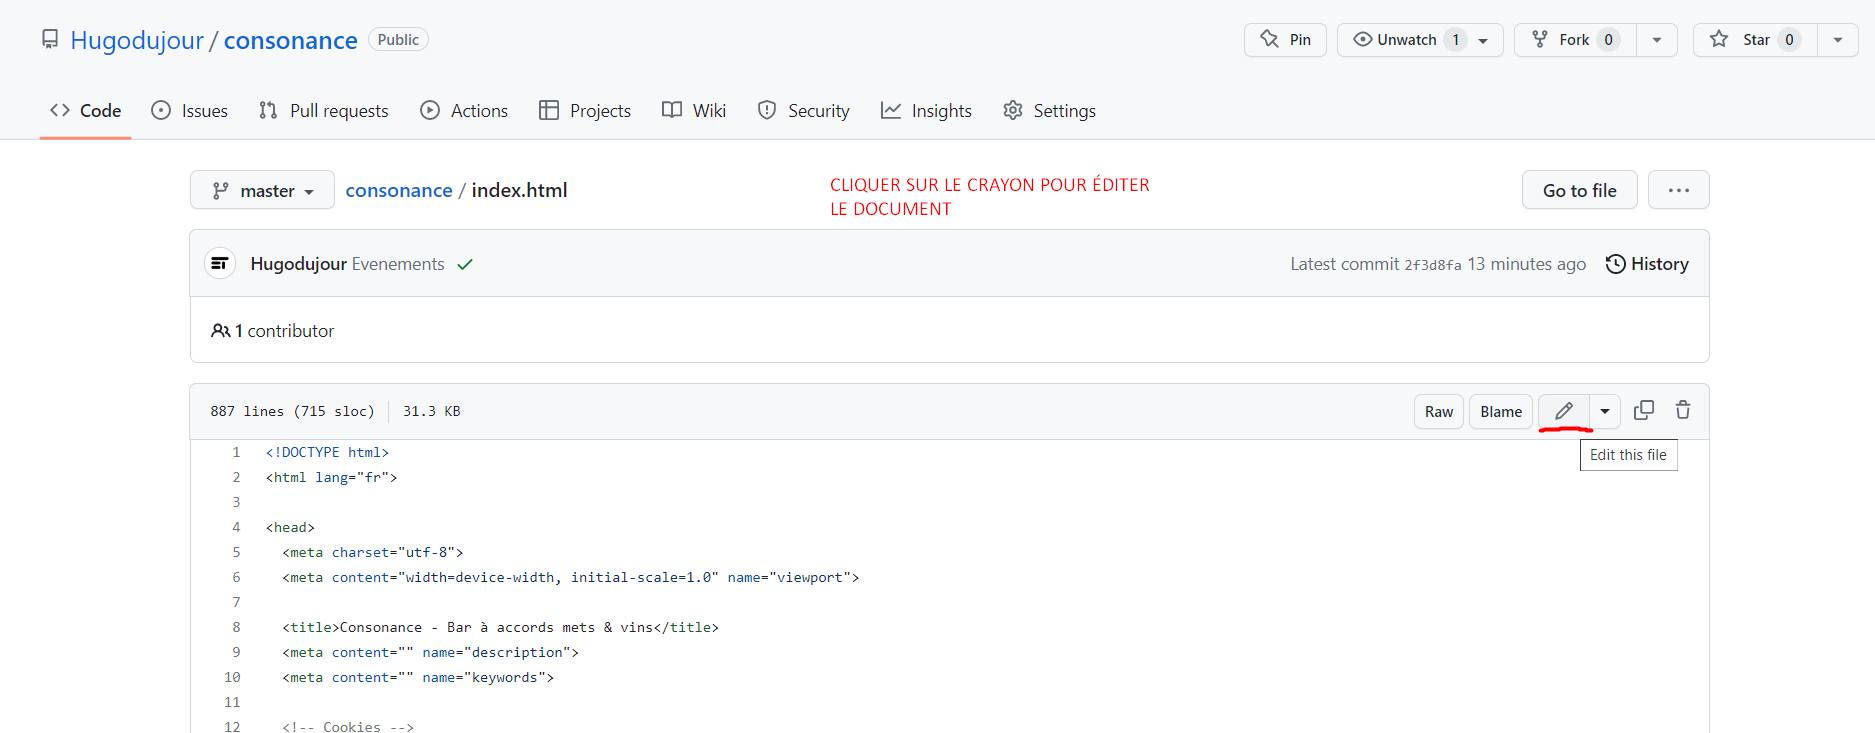 Hugodujour / consonance Public
Pin Unwatch 1 Fork 0 Star 0
Code Issues Pull requests Actions Projects Wiki Security Insights Settings
master consonance / index.html
CLIQUER SUR LE CRAYON POUR ÉDITER
LE DOCUMENT
Go to file ...
Hugodujour Evenements
Latest commit 2f3d8fa 13 minutes ago History
1 contributor
887 lines (715 sloc) 31.3 KB
Raw Blame
Edit this file
1 <!DOCTYPE html>
2 <html lang="fr">
3
4 <head>
5 <meta charset="utf-8">
6 <meta content="width=device-width, initial-scale=1.0" name="viewport">
7
8 <title>Consonance - Bar à accords mets & vins</title>
9 <meta content="" name="description">
10 <meta content="" name="keywords">
11
12 <!-- Cookies -->